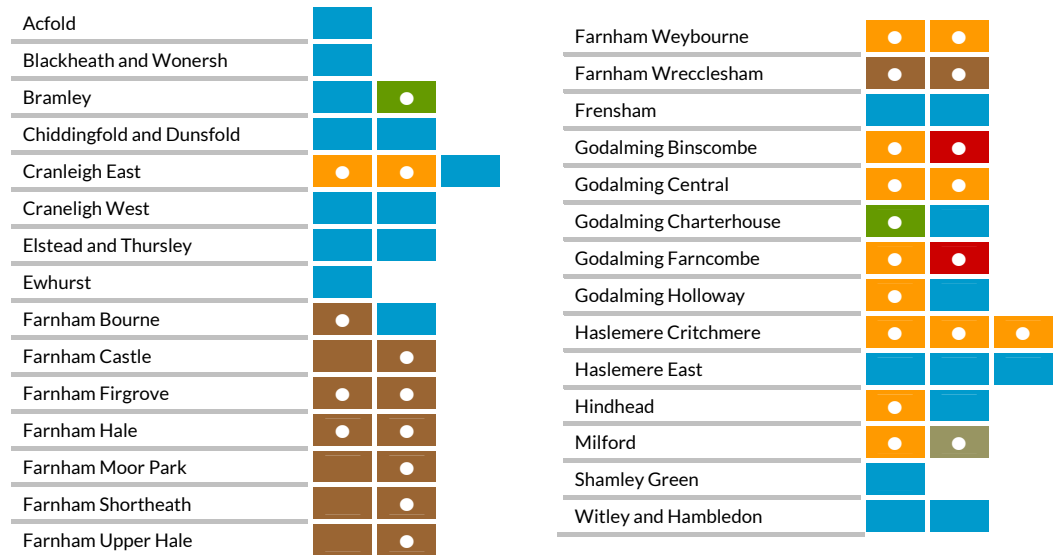 Acfold
Blackheath and Wonersh
Bramley
Chiddingfold and Dunsfold
Cranleigh East
Craneligh West
Elstead and Thursley
Ewhurst
Farnham Bourne
Farnham Castle
Farnham Firgrove
Farnham Hale
Farnham Moor Park
Farnham Shortheath
Farnham Upper Hale
Farnham Weybourne
Farnham Wrecclesham
Frensham
Godalming Binscombe
Godalming Central
Godalming Charterhouse
Godalming Farncombe
Godalming Holloway
Haslemere Critchmere
Haslemere East
Hindhead
Milford
Shamley Green
Witley and Hambledon